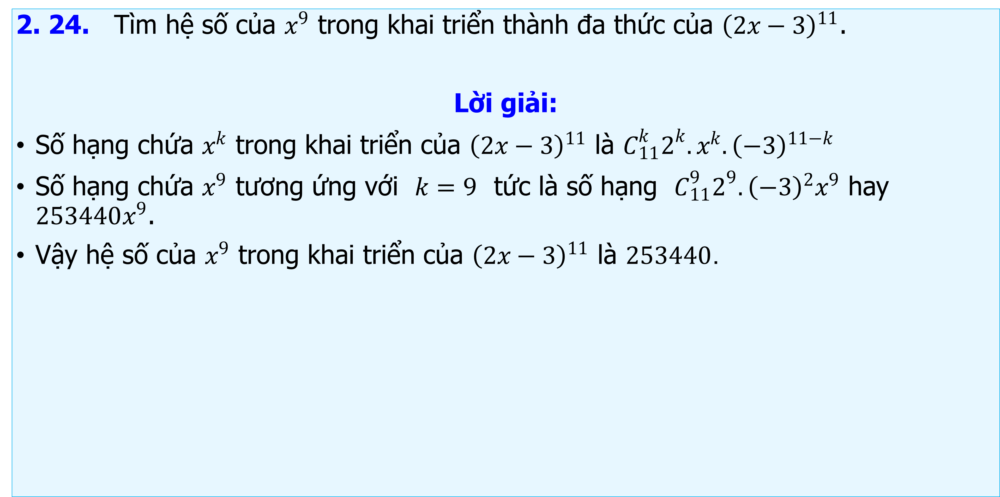 2. 24. Tìm hệ số của $x^9$ trong khai triển thành đa thức của $(2x - 3)^{11}$.
Lời giải:
• Số hạng chứa $x^k$ trong khai triển của $(2x - 3)^{11}$ là $C_{11}^k 2^k . x^k . (-3)^{11-k}$
• Số hạng chứa $x^9$ tương ứng với $k = 9$ tức là số hạng $C_{11}^9 2^9 . (-3)^2 x^9$ hay
$253440x^9$.
• Vậy hệ số của $x^9$ trong khai triển của $(2x - 3)^{11}$ là $253440$.